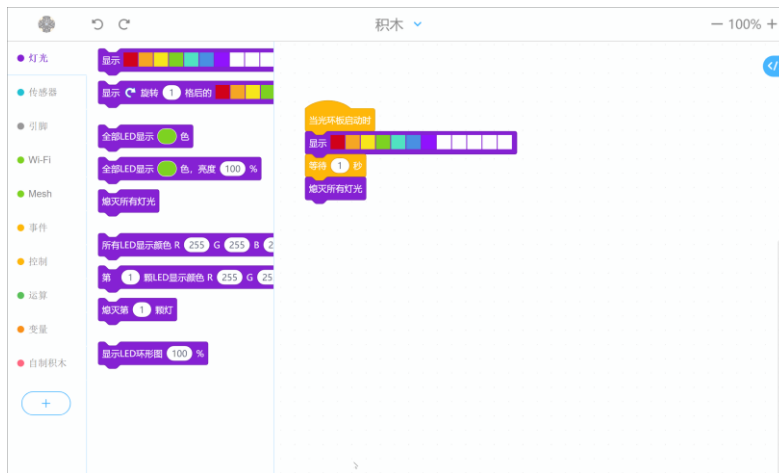 积木
100%
灯光
传感器
引脚
Wi-Fi
Mesh
事件
控制
运算
变量
自制积木
+
显示
显示 旋转 1 格后的
全部LED显示 色
全部LED显示 色，亮度 100 %
熄灭所有灯光
所有LED显示颜色 R 255 G 255 B 2
第 1 颗LED显示颜色 R 255 G 25
熄灭第 1 颗灯
显示LED环形图 100 %
当光环板启动时
显示
等待 1 秒
熄灭所有灯光